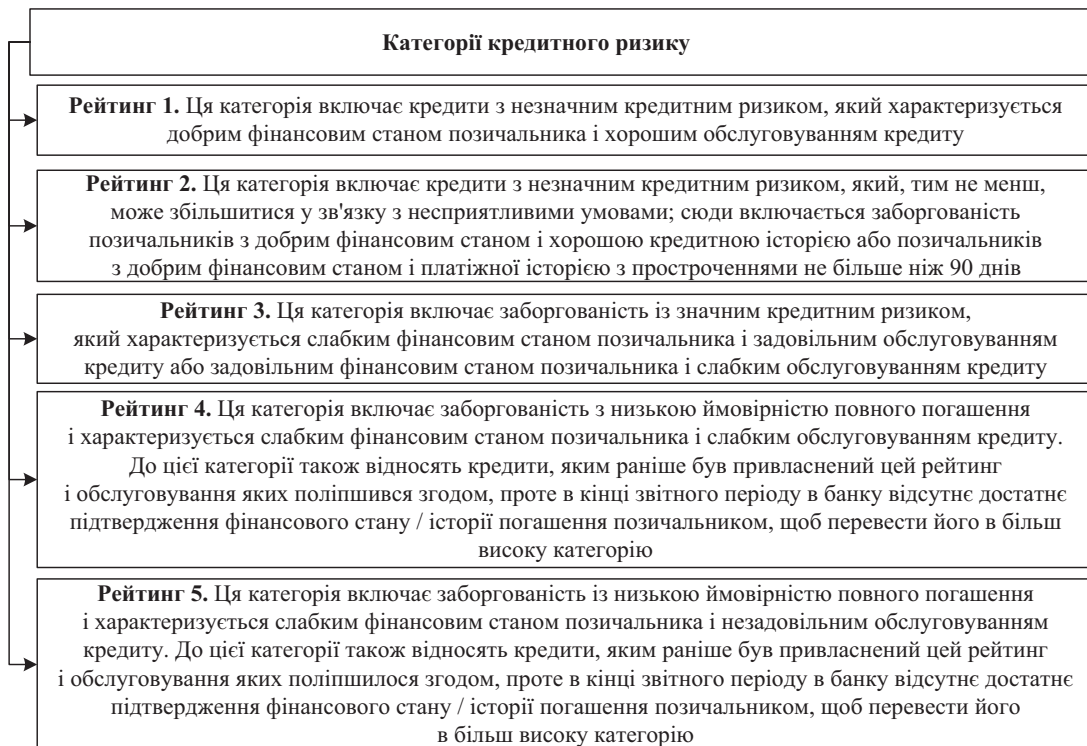 Категорії кредитного ризику
Рейтинг 1. Ця категорія включає кредити з незначним кредитним ризиком, який характеризується
добрим фінансовим станом позичальника і хорошим обслуговуванням кредиту
Рейтинг 2. Ця категорія включає кредити з незначним кредитним ризиком, який, тим не менш,
може збільшитися у зв'язку з несприятливими умовами; сюди включається заборгованість
позичальників з добрим фінансовим станом і хорошою кредитною історією або позичальників
з добрим фінансовим станом і платіжної історією з простроченнями не більше ніж 90 днів
Рейтинг 3. Ця категорія включає заборгованість із значним кредитним ризиком,
який характеризується слабким фінансовим станом позичальника і задовільним обслуговуванням
кредиту або задовільним фінансовим станом позичальника і слабким обслуговуванням кредиту
Рейтинг 4. Ця категорія включає заборгованість з низькою ймовірністю повного погашення
і характеризується слабким фінансовим станом позичальника і слабким обслуговуванням кредиту.
До цієї категорії також відносять кредити, яким раніше був привласнений цей рейтинг
і обслуговування яких поліпшився згодом, проте в кінці звітного періоду в банку відсутнє достатнє
підтвердження фінансового стану / історії погашення позичальником, щоб перевести його в більш
високу категорію
Рейтинг 5. Ця категорія включає заборгованість із низькою ймовірністю повного погашення
і характеризується слабким фінансовим станом позичальника і незадовільним обслуговуванням
кредиту. До цієї категорії також відносять кредити, яким раніше був привласнений цей рейтинг
і обслуговування яких поліпшилося згодом, проте в кінці звітного періоду в банку відсутнє достатнє
підтвердження фінансового стану / історії погашення позичальником, щоб перевести його
в більш високу категорію